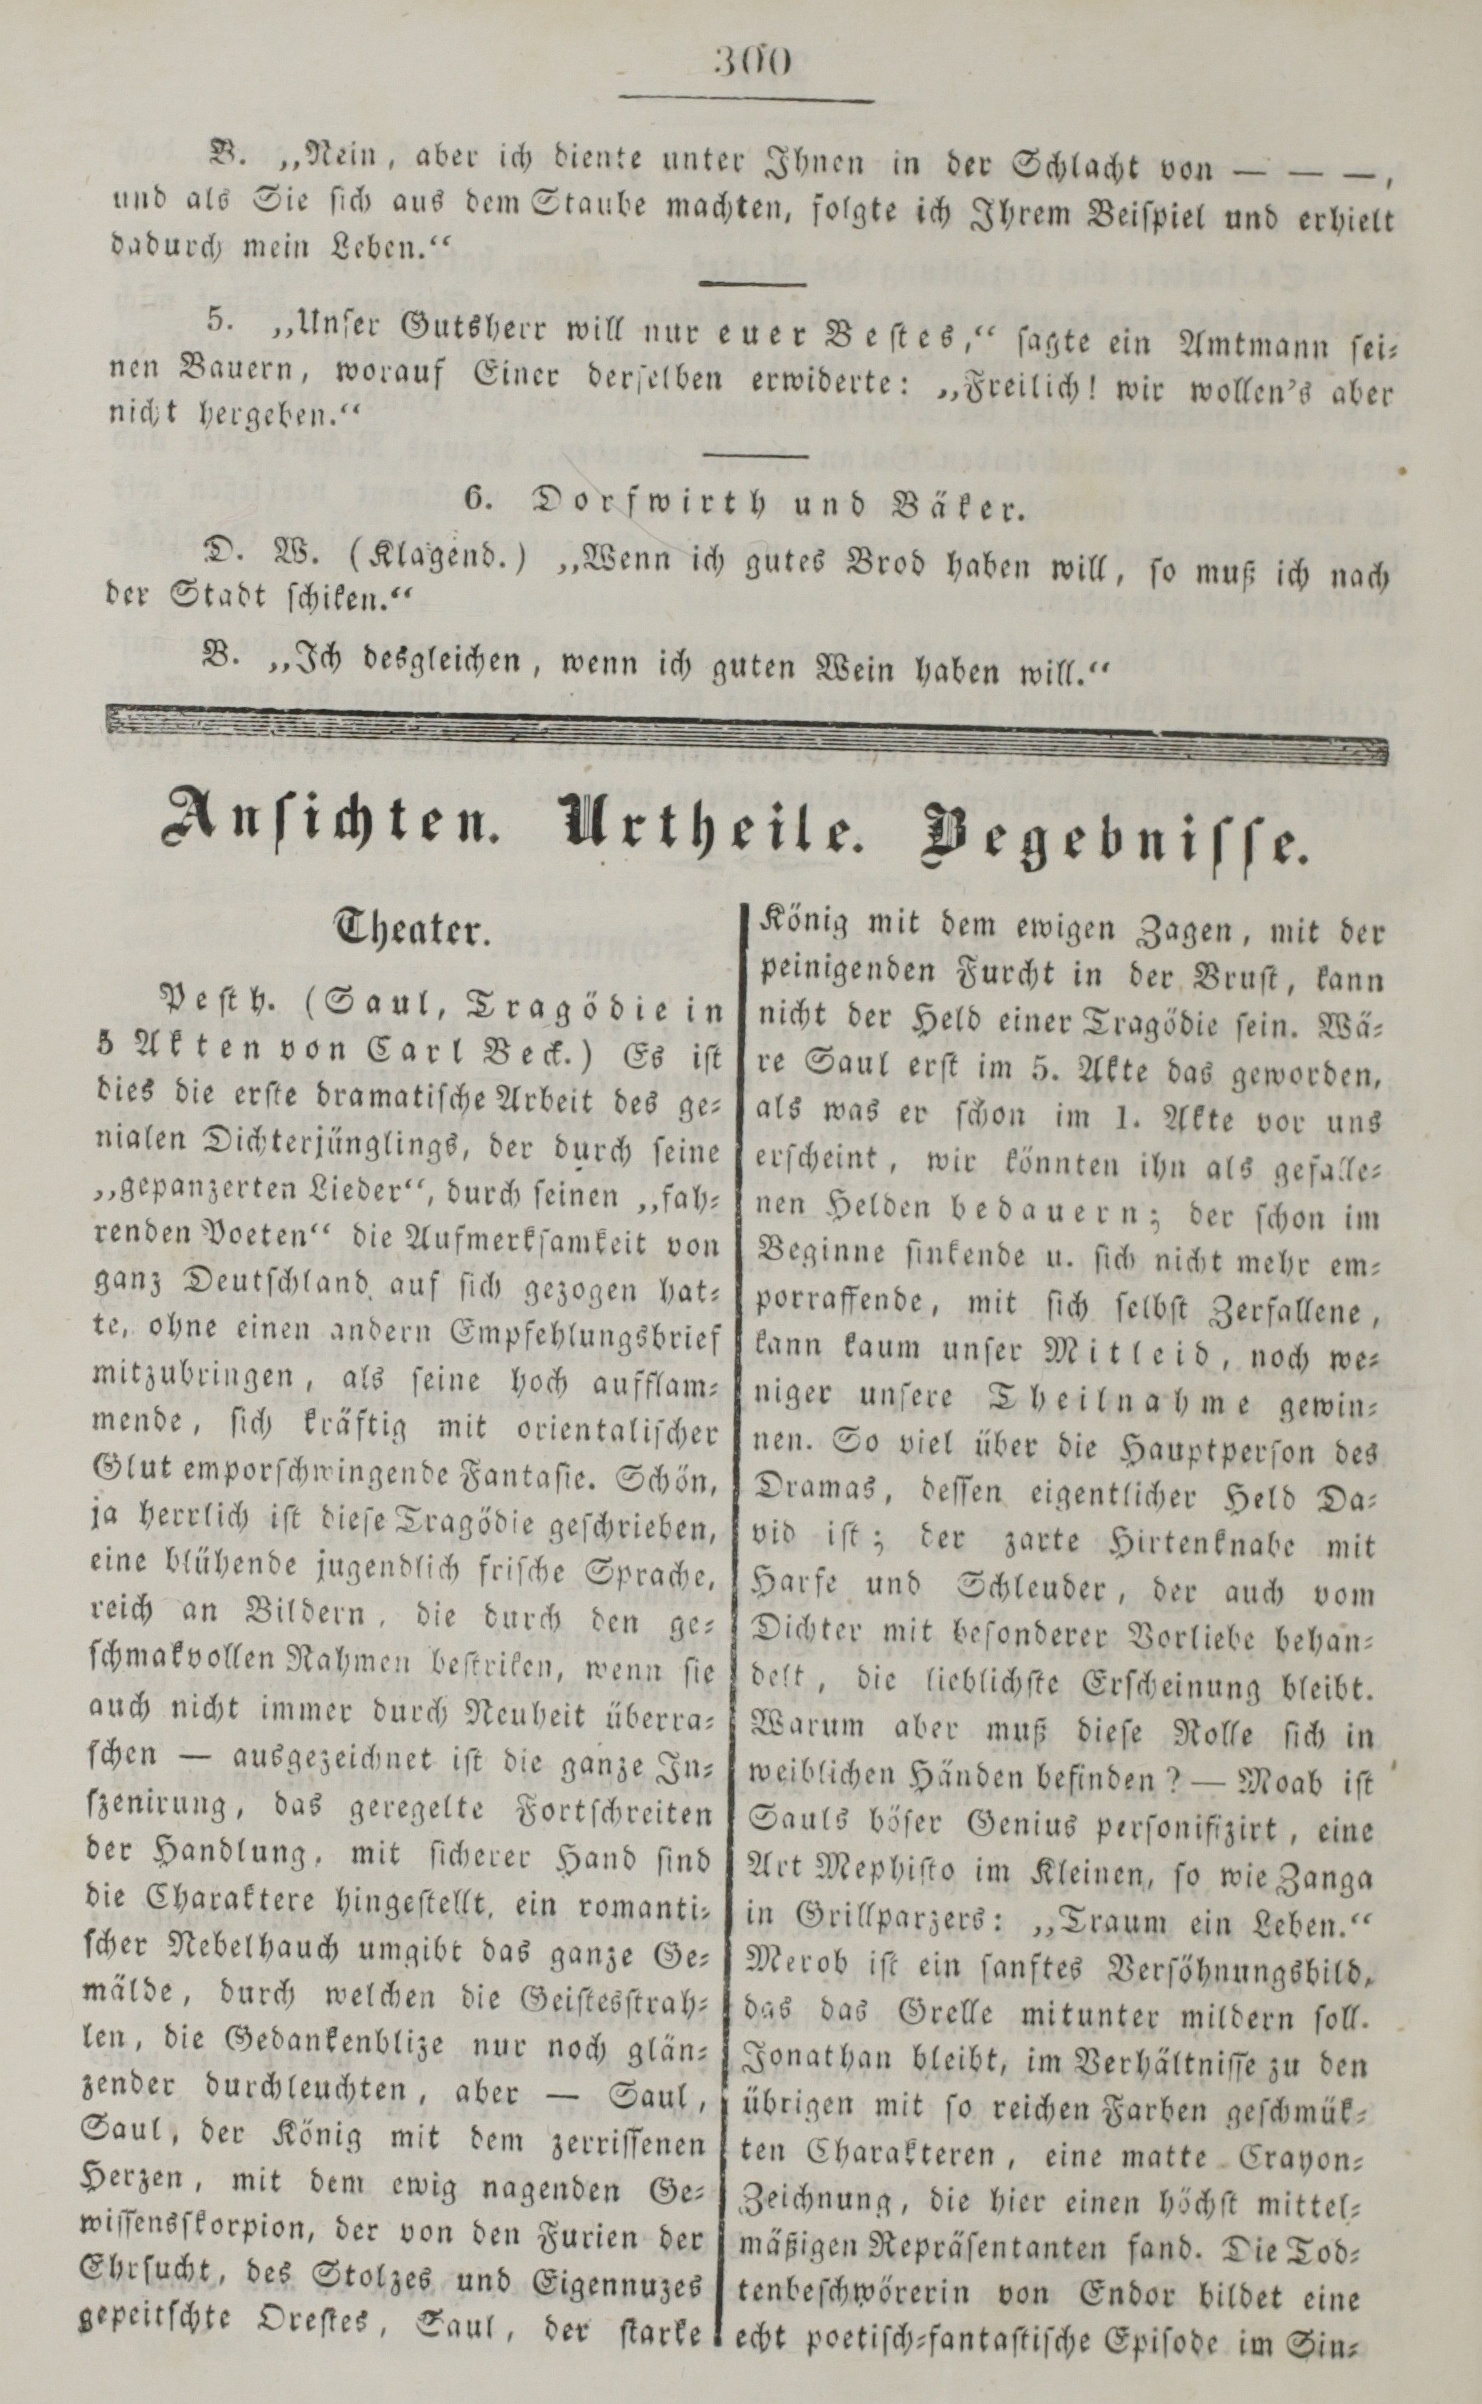 300
B. „Nein, aber ich diente unter Ihnen in der Schlacht von — — —,
und als Sie sich aus dem Staube machten, folgte ich Ihrem Beispiel und erhielt
dadurch mein Leben.“
5. „Unser Gutsherr will nur euer Bestes,“ sagte ein Amtmann sei-
nen Bauern, worauf Einer derselben erwiderte: „Freilich! wir wollen's aber
nicht hergeben.“
6. Dorfwirth und Bäker.
D. W. (Klagend.) „Wenn ich gutes Brod haben will, so muß ich nach
der Stadt schiken.“
B. „Ich desgleichen, wenn ich guten Wein haben will.“
Ansichten. Urtheile. Begebnisse.
Theater.
Pesth. (Saul, Tragödie in
5 Akten von Carl Beck.) Es ist
dies die erste dramatische Arbeit des ge-
nialen Dichterjünglings, der durch seine
„gepanzerten Lieder“, durch seinen „fah-
renden Poeten“ die Aufmerksamkeit von
ganz Deutschland auf sich gezogen hat-
te, ohne einen andern Empfehlungsbrief
mitzubringen, als seine hoch aufflam-
mende, sich kräftig mit orientalischer
Glut emporschwingende Fantasie. Schön,
ja herrlich ist diese Tragödie geschrieben,
eine blühende jugendlich frische Sprache,
reich an Bildern, die durch den ge-
schmakvollen Rahmen bestriken, wenn sie
auch nicht immer durch Neuheit überra-
schen — ausgezeichnet ist die ganze In-
szenirung, das geregelte Fortschreiten
der Handlung, mit sicherer Hand sind
die Charaktere hingestellt, ein romanti-
scher Nebelhauch umgibt das ganze Ge-
mälde, durch welchen die Geistesstrah-
len, die Gedankenblize nur noch glän-
zender durchleuchten, aber — Saul,
Saul, der König mit dem zerrissenen
Herzen, mit dem ewig nagenden Ge-
wissensskorpion, der von den Furien der
Ehrsucht, des Stolzes und Eigennuzes
gepeitschte Orestes, Saul, der starke
König mit dem ewigen Zagen, mit der
peinigenden Furcht in der Brust, kann
nicht der Held einer Tragödie sein. Wä-
re Saul erst im 5. Akte das geworden,
als was er schon im 1. Akte vor uns
erscheint, wir könnten ihn als gefalle-
nen Helden bedauern; der schon im
Beginne sinkende u. sich nicht mehr em-
porraffende, mit sich selbst Zerfallene,
kann kaum unser Mitleid, noch we-
niger unsere Theilnahme gewin-
nen. So viel über die Hauptperson des
Dramas, dessen eigentlicher Held Da-
vid ist; der zarte Hirtenknabe mit
Harfe und Schleuder, der auch vom
Dichter mit besonderer Vorliebe behan-
delt, die lieblichste Erscheinung bleibt.
Warum aber muß diese Rolle sich in
weiblichen Händen befinden? — Moab ist
Sauls böser Genius personifizirt, eine
Art Mephisto im Kleinen, so wie Zanga
in Grillparzers: „Traum ein Leben.“
Merob ist ein sanftes Versöhnungsbild,
das das Grelle mitunter mildern soll.
Jonathan bleibt, im Verhältnisse zu den
übrigen mit so reichen Farben geschmük-
ten Charakteren, eine matte Crayon-
Zeichnung, die hier einen höchst mittel-
mäßigen Repräsentanten fand. Die Tod-
tenbeschwörerin von Endor bildet eine
echt poetisch-fantastische Episode im Sin-